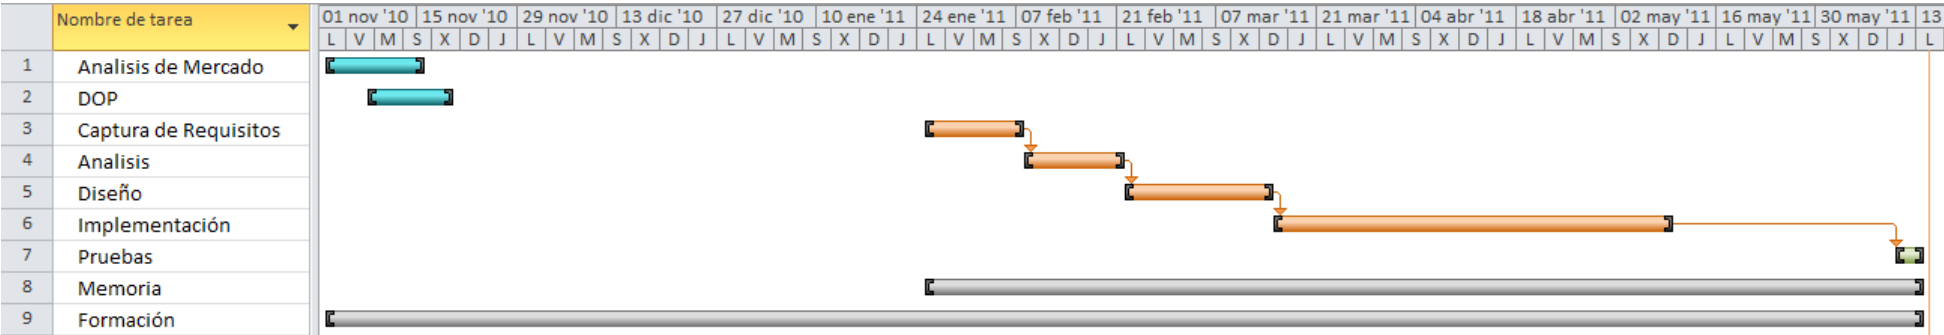 Nombre de tarea
01 nov '10 15 nov '10 29 nov '10 13 dic '10 27 dic '10 10 ene '11 24 ene '11 07 feb '11 21 feb '11 07 mar '11 21 mar '11 04 abr '11 18 abr '11 02 may '11 16 may '11 30 may '11 13
L V M S X D J L V M S X D J L V M S X D J L V M S X D J L V M S X D J L V M S X D J L V M S X D J L V M S X D J L
1 Analisis de Mercado
2 DOP
3 Captura de Requisitos
4 Analisis
5 Diseño
6 Implementación
7 Pruebas
8 Memoria
9 Formación